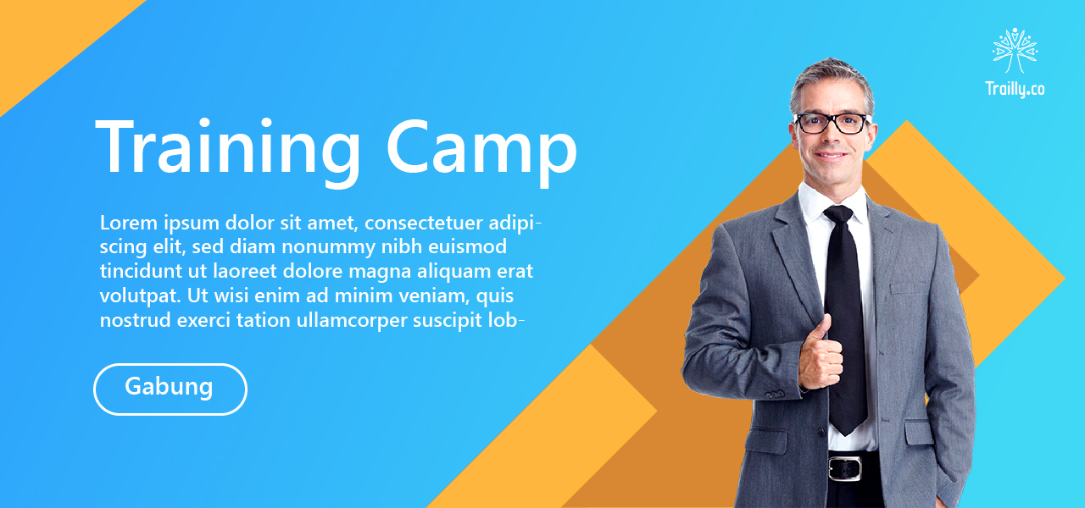 Trailly.co
Training Camp
Lorem ipsum dolor sit amet, consectetuer adipi-
scing elit, sed diam nonummy nibh euismod
tincidunt ut laoreet dolore magna aliquam erat
volutpat. Ut wisi enim ad minim veniam, quis
nostrud exerci tation ullamcorper suscipit lob-
Gabung